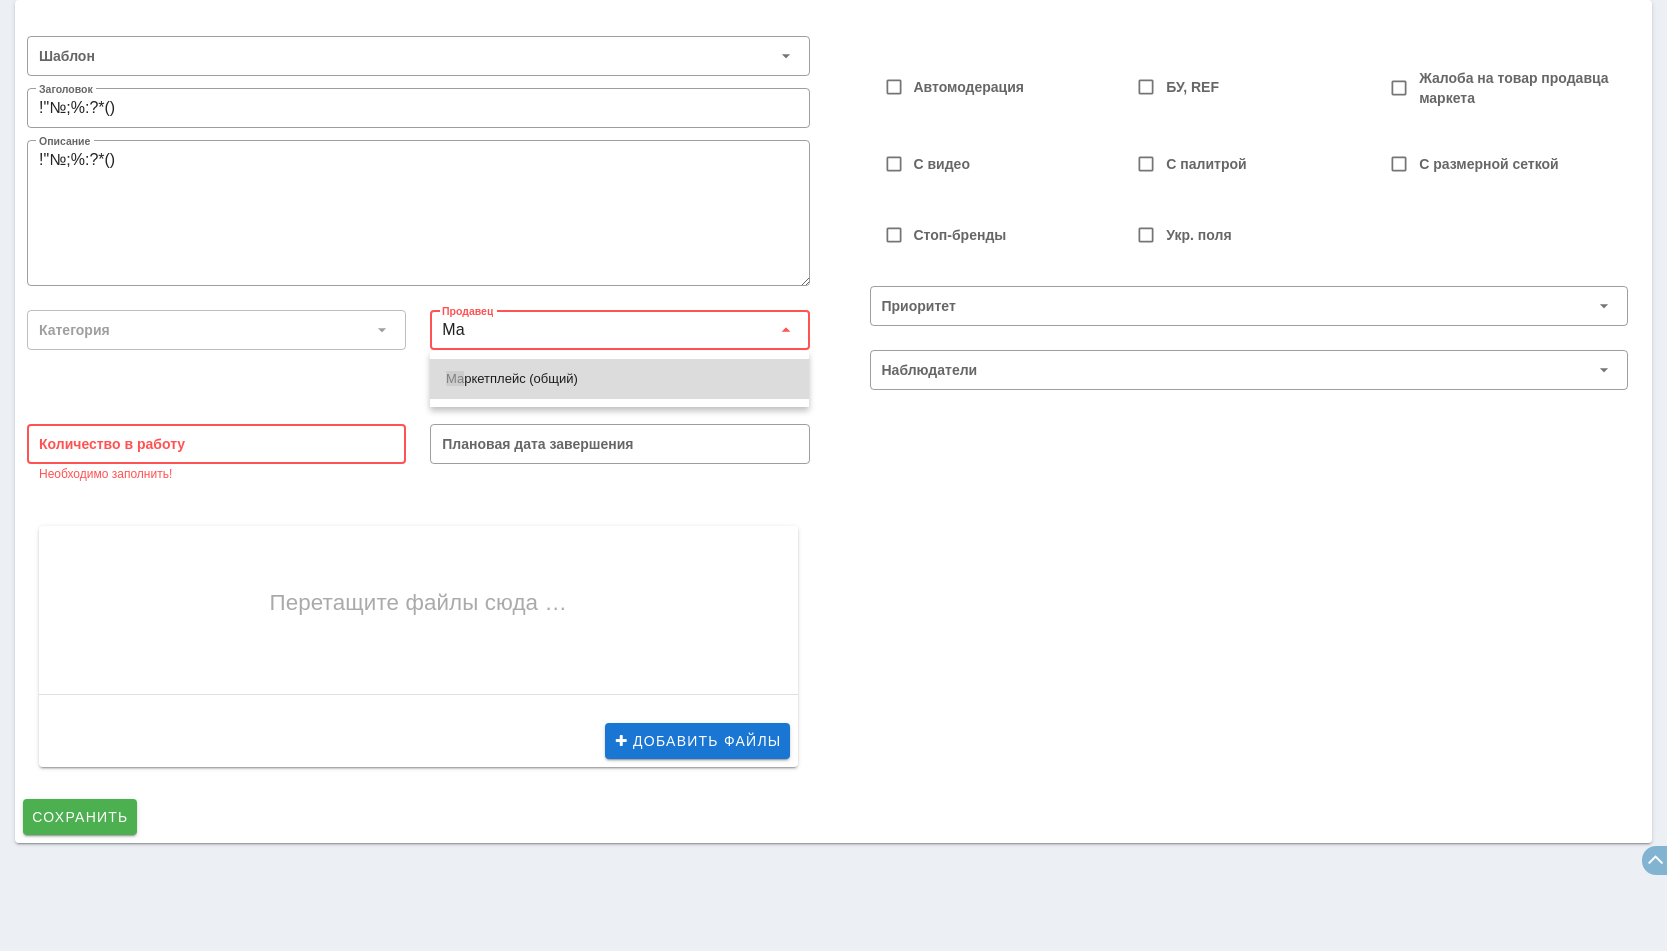 Шаблон
Заголовок
!"№;%:?*()
Описание
!"№;%:?*()
Категория
Продавец
Ма
Маркетплейс (общий)
Количество в работу
Необходимо заполнить!
Плановая дата завершения
Перетащите файлы сюда …
ДОБАВИТЬ ФАЙЛЫ
СОХРАНИТЬ
Автомодерация
БУ, REF
Жалоба на товар продавца
маркета
С видео
С палитрой
С размерной сеткой
Стоп-бренды
Укр. поля
Приоритет
Наблюдатели